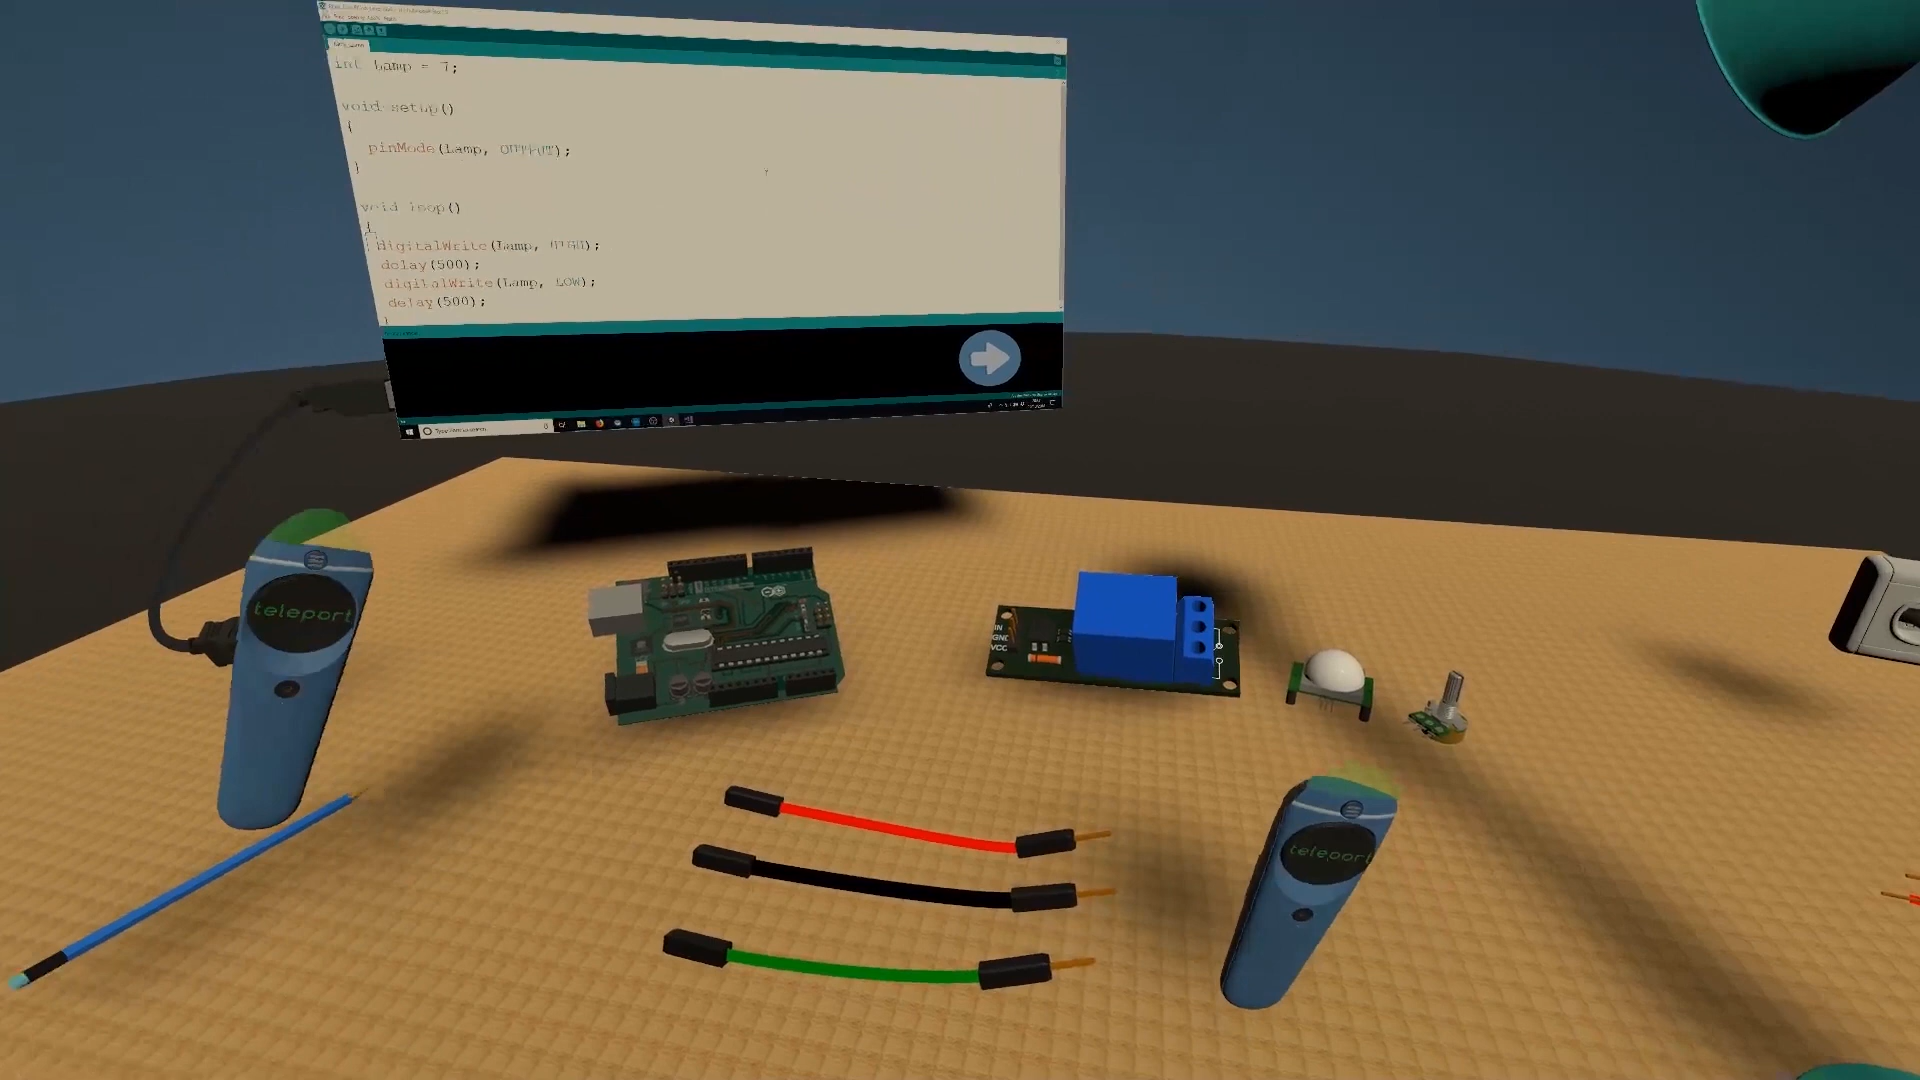 int Lamp = 7;
void setup()
{
pinMode(Lamp, OUTPUT);
}
void loop()
{
digitalWrite(Lamp, HIGH);
delay(500);
digitalWrite(Lamp, LOW);
delay(500);
}
teleport
IN
GND
VCC
teleport